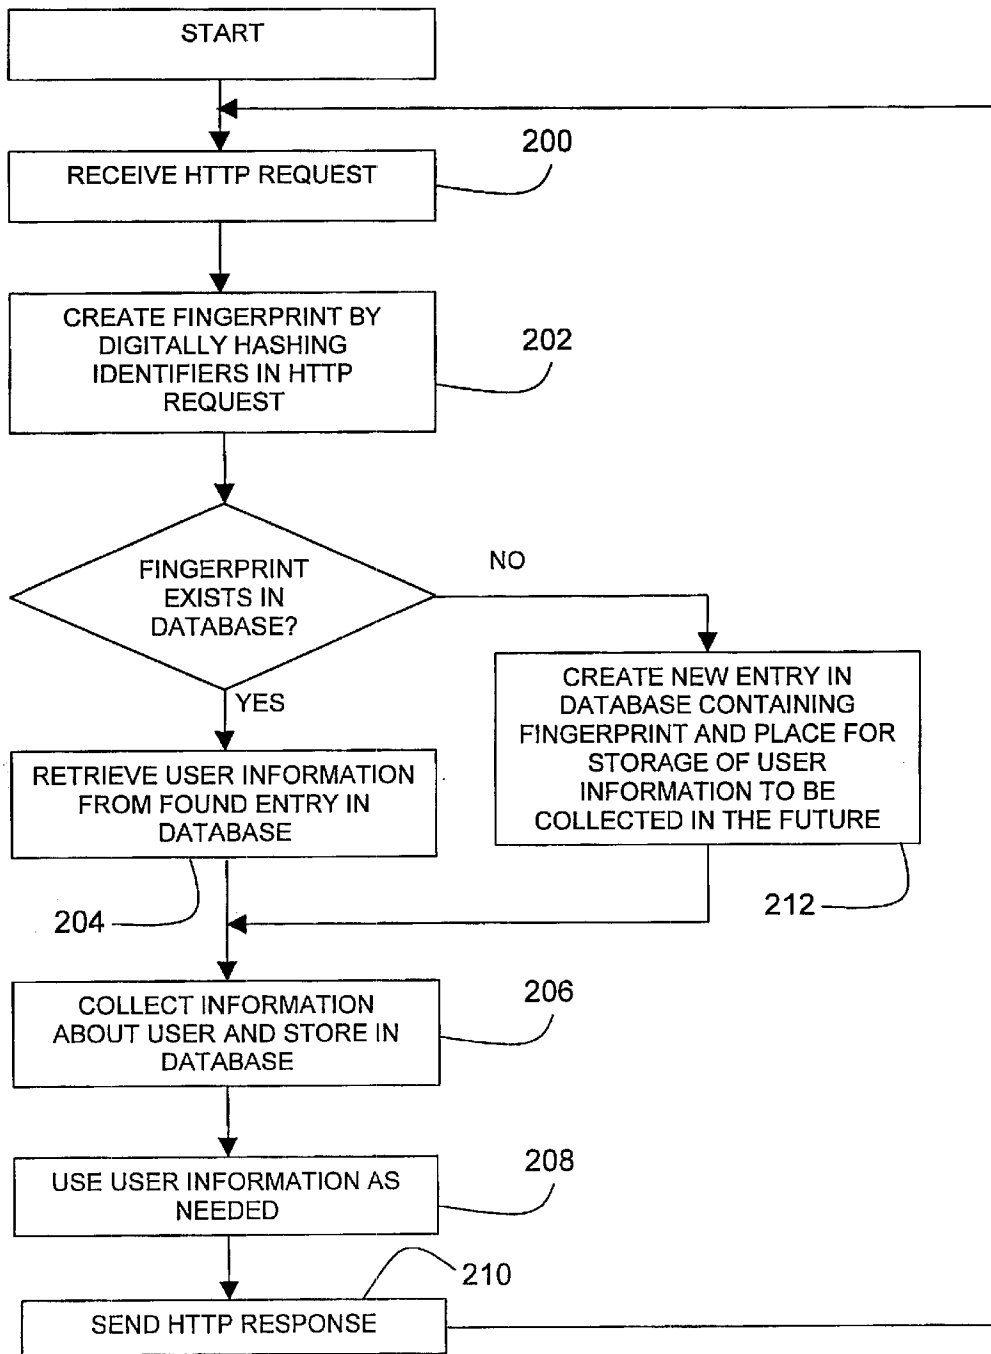 START
200
RECEIVE HTTP REQUEST
CREATE FINGERPRINT BY
DIGITALLY HASHING
IDENTIFIERS IN HTTP
REQUEST
202
FINGERPRINT
EXISTS IN
DATABASE?
NO
YES
CREATE NEW ENTRY IN
DATABASE CONTAINING
FINGERPRINT AND PLACE FOR
STORAGE OF USER
INFORMATION TO BE
COLLECTED IN THE FUTURE
212
RETRIEVE USER INFORMATION
FROM FOUND ENTRY IN
DATABASE
204
COLLECT INFORMATION
ABOUT USER AND STORE IN
DATABASE
206
USE USER INFORMATION AS
NEEDED
208
210
SEND HTTP RESPONSE